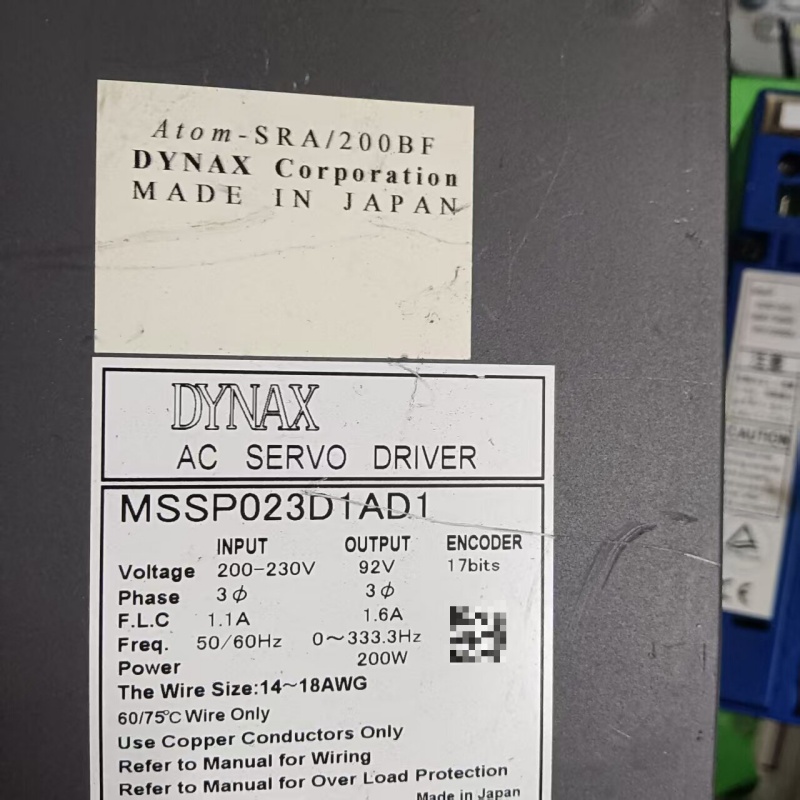 Atom-SRA/200BF
DYNAX Corporation
MADE IN JAPAN
DYNAX
AC SERVO DRIVER
MSSP023D1AD1
INPUT OUTPUT ENCODER
Voltage 200-230V 92V 17bits
Phase 3ϕ 3ϕ
F.L.C 1.1A 1.6A
Freq. 50/60Hz 0~333.3Hz
Power 200W
The Wire Size:14~18AWG
60/75℃ Wire Only
Use Copper Conductors Only
Refer to Manual for Wiring
Refer to Manual for Over Load Protection
Made in Japan
CAUTION
CE